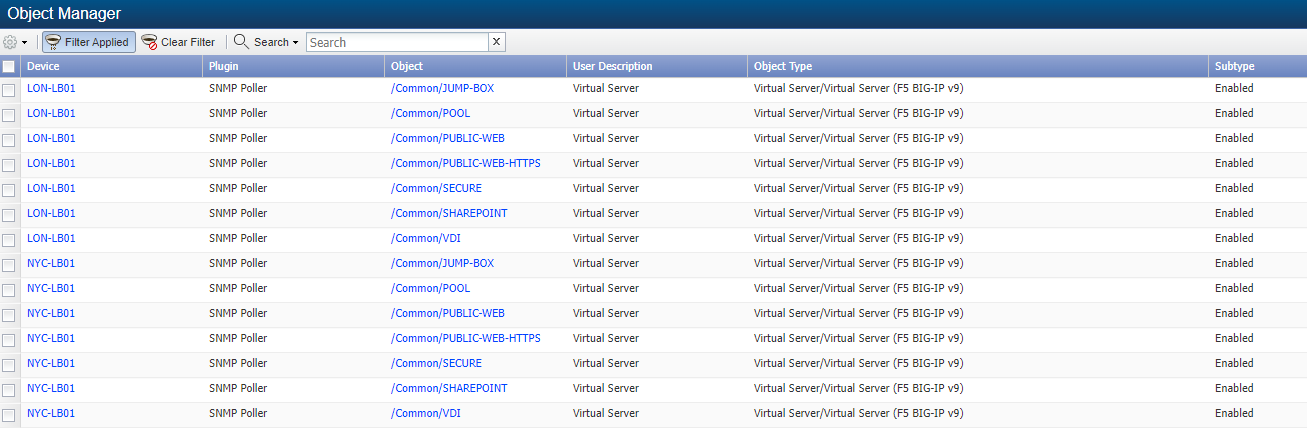 Object Manager
Filter Applied Clear Filter Search Search X
Device Plugin Object User Description Object Type Subtype
LON-LB01 SNMP Poller /Common/JUMP-BOX Virtual Server Virtual Server/Virtual Server (F5 BIG-IP v9) Enabled
LON-LB01 SNMP Poller /Common/POOL Virtual Server Virtual Server/Virtual Server (F5 BIG-IP v9) Enabled
LON-LB01 SNMP Poller /Common/PUBLIC-WEB Virtual Server Virtual Server/Virtual Server (F5 BIG-IP v9) Enabled
LON-LB01 SNMP Poller /Common/PUBLIC-WEB-HTTPS Virtual Server Virtual Server/Virtual Server (F5 BIG-IP v9) Enabled
LON-LB01 SNMP Poller /Common/SECURE Virtual Server Virtual Server/Virtual Server (F5 BIG-IP v9) Enabled
LON-LB01 SNMP Poller /Common/SHAREPOINT Virtual Server Virtual Server/Virtual Server (F5 BIG-IP v9) Enabled
LON-LB01 SNMP Poller /Common/VDI Virtual Server Virtual Server/Virtual Server (F5 BIG-IP v9) Enabled
NYC-LB01 SNMP Poller /Common/JUMP-BOX Virtual Server Virtual Server/Virtual Server (F5 BIG-IP v9) Enabled
NYC-LB01 SNMP Poller /Common/POOL Virtual Server Virtual Server/Virtual Server (F5 BIG-IP v9) Enabled
NYC-LB01 SNMP Poller /Common/PUBLIC-WEB Virtual Server Virtual Server/Virtual Server (F5 BIG-IP v9) Enabled
NYC-LB01 SNMP Poller /Common/PUBLIC-WEB-HTTPS Virtual Server Virtual Server/Virtual Server (F5 BIG-IP v9) Enabled
NYC-LB01 SNMP Poller /Common/SECURE Virtual Server Virtual Server/Virtual Server (F5 BIG-IP v9) Enabled
NYC-LB01 SNMP Poller /Common/SHAREPOINT Virtual Server Virtual Server/Virtual Server (F5 BIG-IP v9) Enabled
NYC-LB01 SNMP Poller /Common/VDI Virtual Server Virtual Server/Virtual Server (F5 BIG-IP v9) Enabled